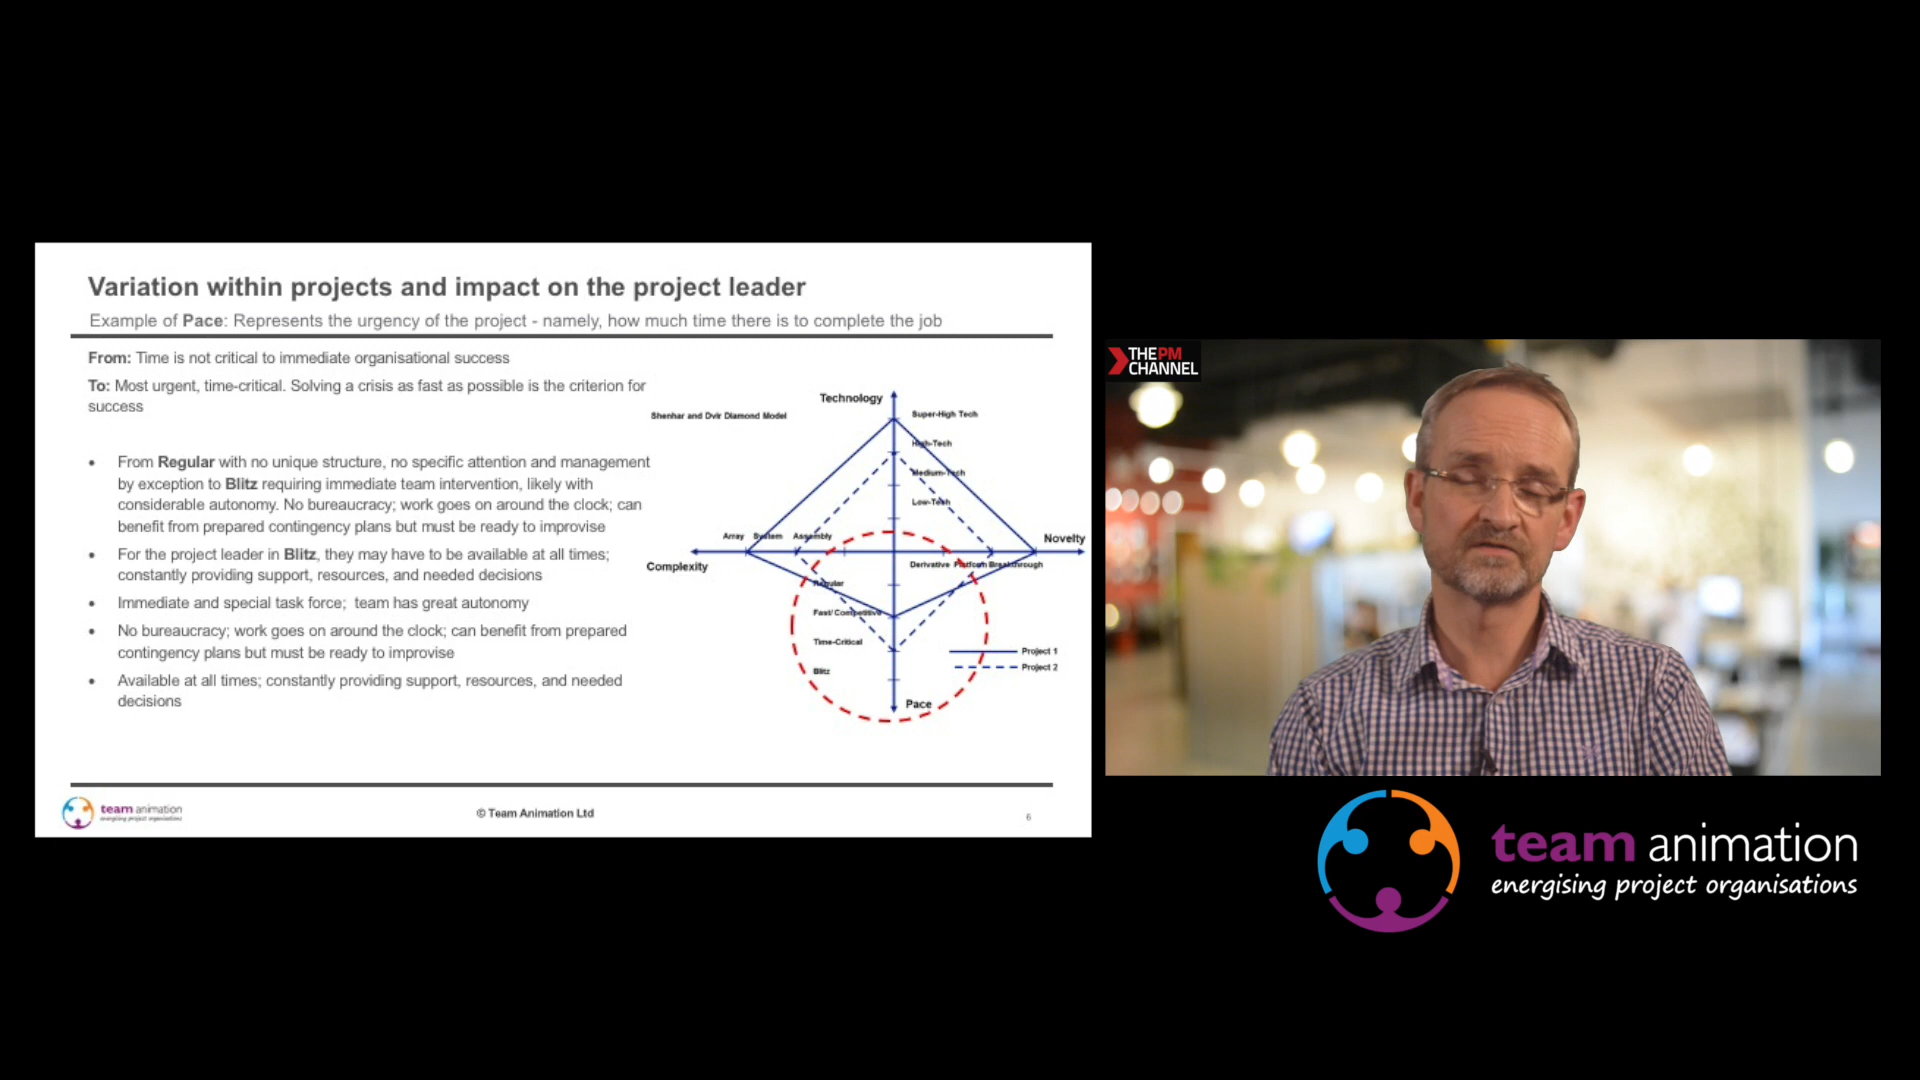 Variation within projects and impact on the project leader
Example of Pace: Represents the urgency of the project - namely, how much time there is to complete the job
From: Time is not critical to immediate organisational success
To: Most urgent, time-critical. Solving a crisis as fast as possible is the criterion for
success
• From Regular with no unique structure, no specific attention and management
by exception to Blitz requiring immediate team intervention, likely with
considerable autonomy. No bureaucracy; work goes on around the clock; can
benefit from prepared contingency plans but must be ready to improvise
• For the project leader in Blitz, they may have to be available at all times;
constantly providing support, resources, and needed decisions
• Immediate and special task force; team has great autonomy
• No bureaucracy; work goes on around the clock; can benefit from prepared
contingency plans but must be ready to improvise
• Available at all times; constantly providing support, resources, and needed
decisions
Technology
Shenhar and Dvir Diamond Model
Super-High Tech
High-Tech
Medium-Tech
Low-Tech
Array System Assembly
Novelty
Complexity
Derivative Platform Breakthrough
Regular
Fast/ Competitive
Time-Critical
Blitz
Project 1
Project 2
Pace
team animation
energising project organisations
© Team Animation Ltd
6
THEPM
CHANNEL
team animation
energising project organisations